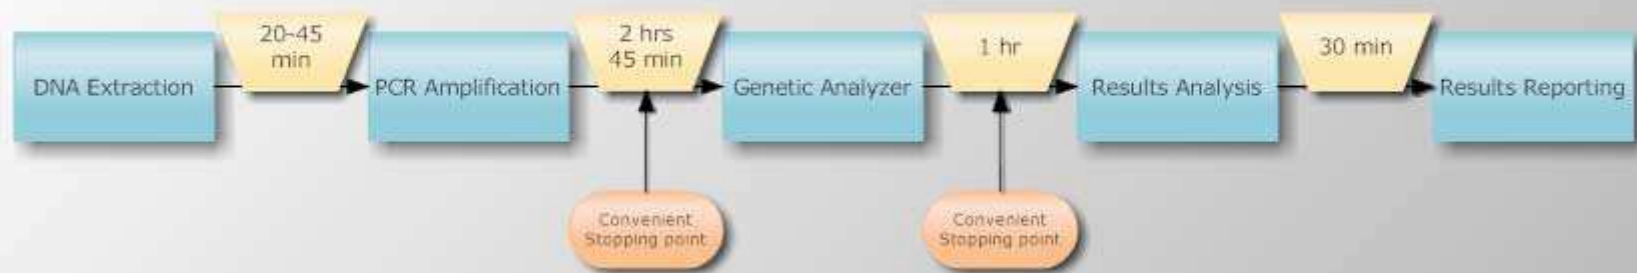 DNA Extraction
20-45
min
PCR Amplification
2 hrs
45 min
Genetic Analyzer
1 hr
Results Analysis
30 min
Results Reporting
Convenient
Stopping point
Convenient
Stopping point